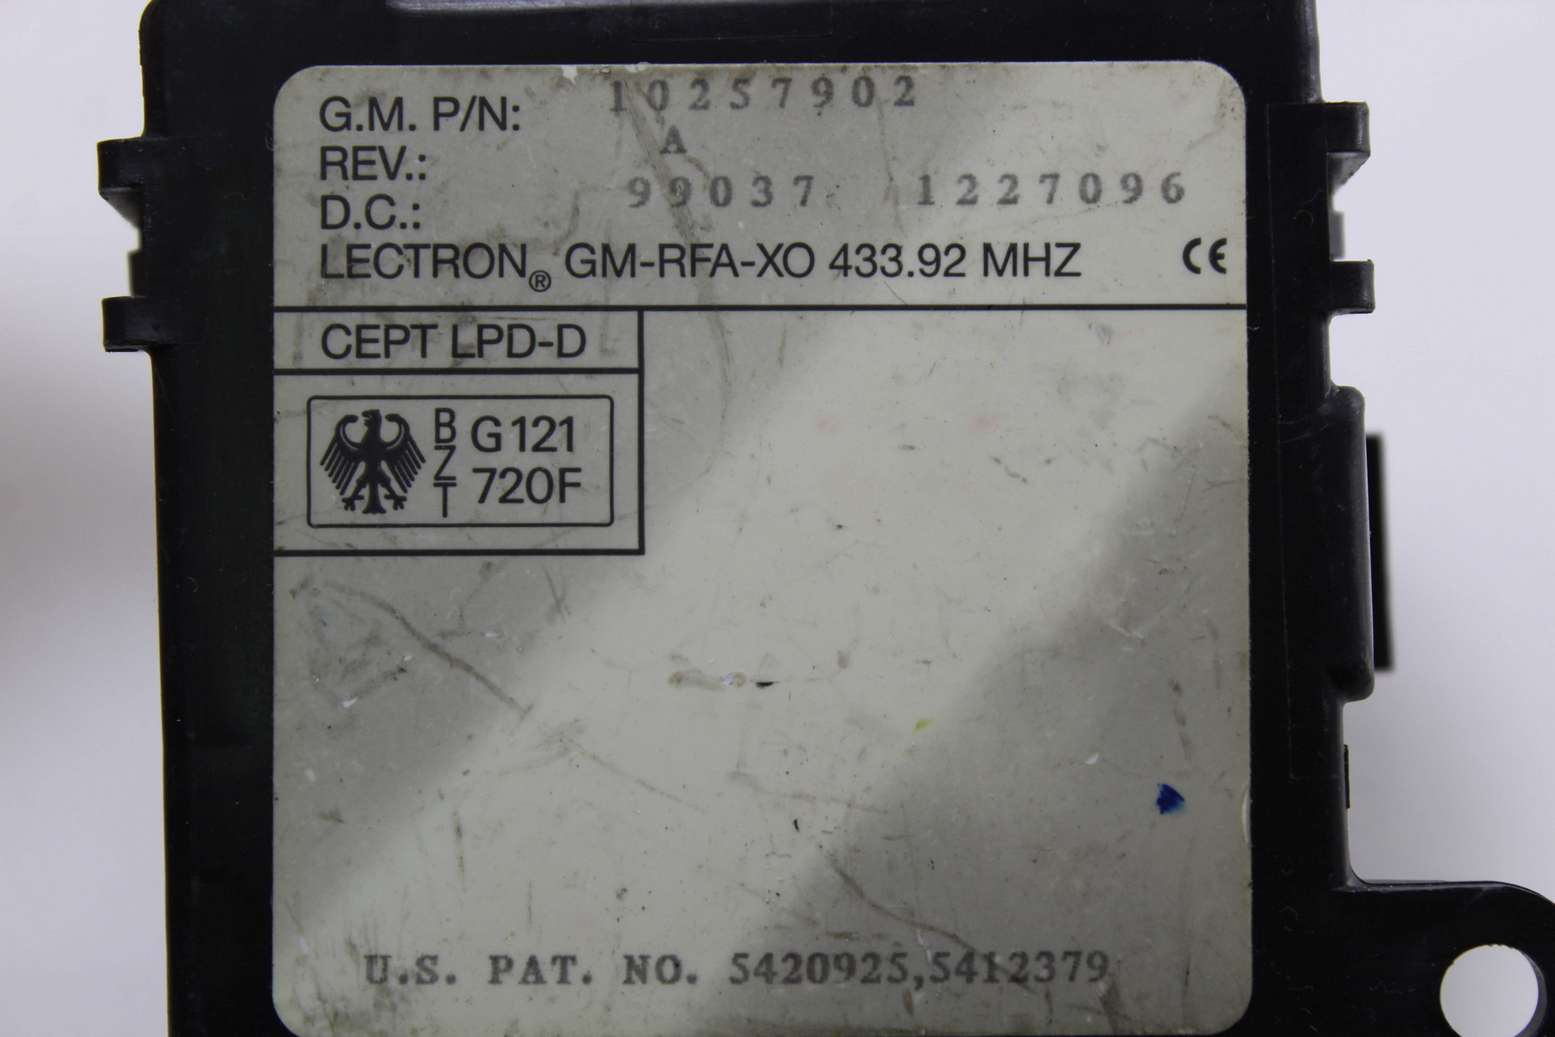 G.M. P/N: 10257902
REV.: A
D.C.: 99037 1227096
LECTRON® GM-RFA-XO 433.92 MHZ CE
CEPT LPD-D
BZT G121
720F
U.S. PAT. NO. 5420925,5412379